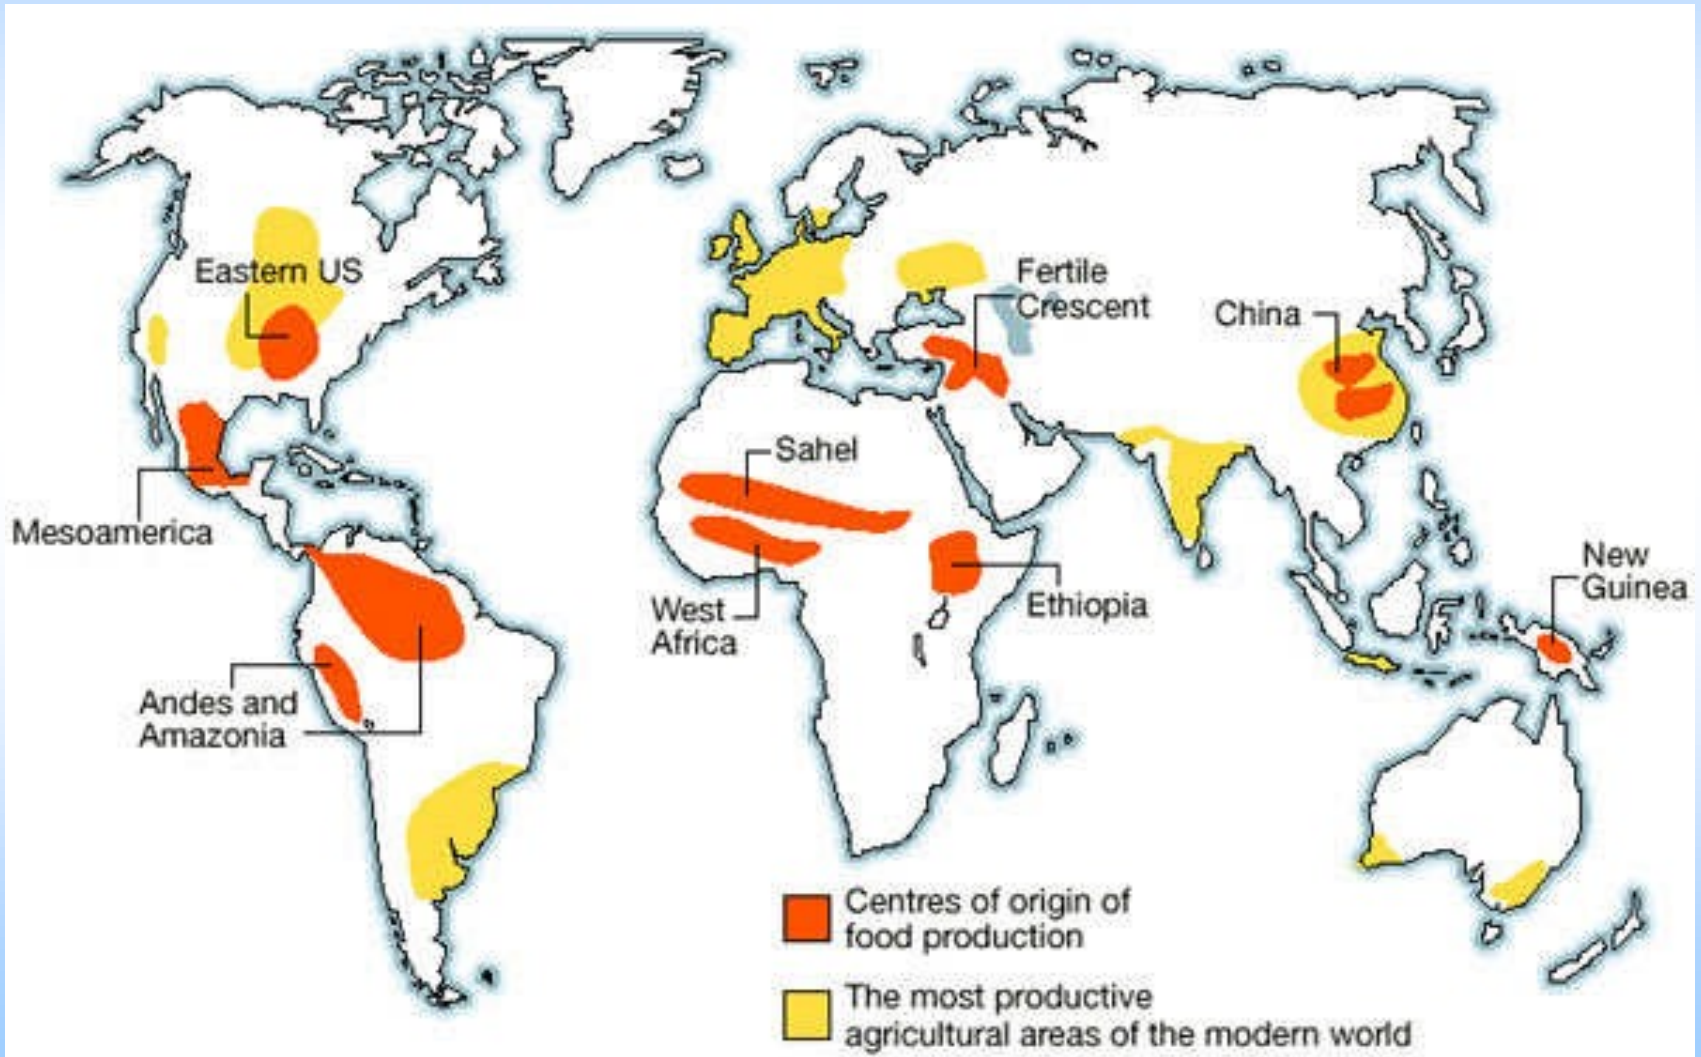 Eastern US
Fertile
Crescent
China
Sahel
Mesoamerica
New
Guinea
West
Africa
Ethiopia
Andes and
Amazonia
Centres of origin of
food production
The most productive
agricultural areas of the modern world